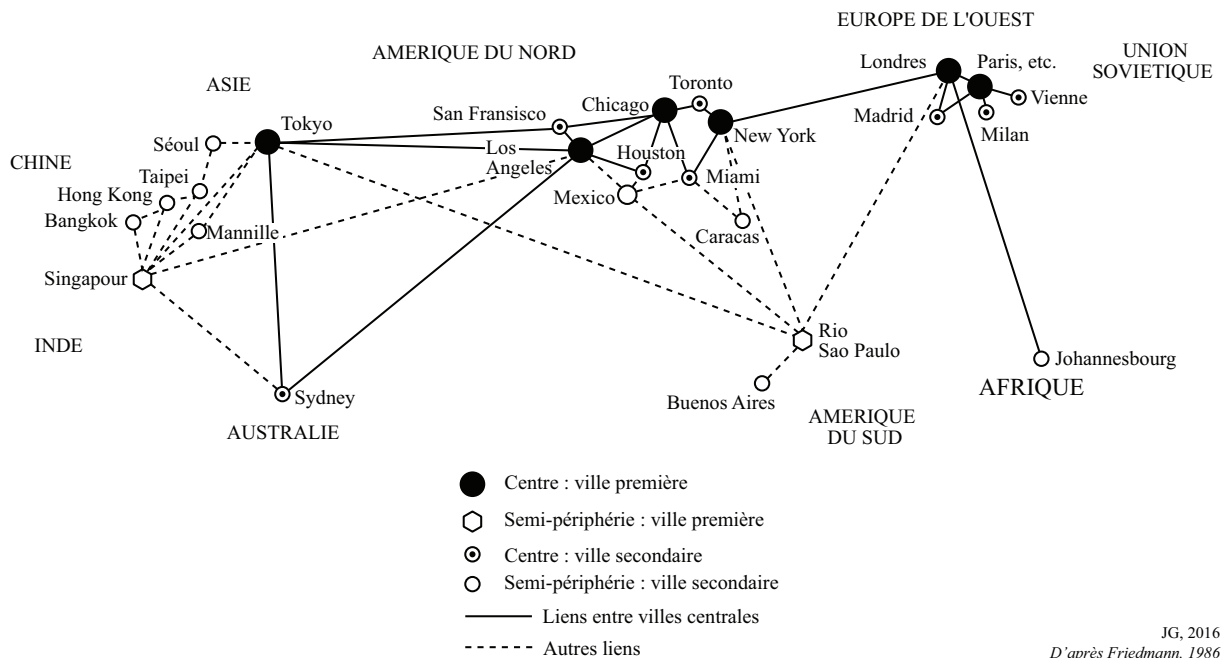 EUROPE DE L'OUEST
AMÉRIQUE DU NORD
UNION
SOVIETIQUE
ASIE
Londres
Paris, etc.
Toronto
Chicago
San Fransisco
Madrid
Vienne
Milan
New York
Tokyo
Séoul
Los
Angeles
Houston
CHINE
Taipei
Miami
Hong Kong
Mexico
Bangkok
Mannille
Caracas
Singapour
Rio
Sao Paulo
INDE
Johannesbourg
AFRIQUE
Sydney
Buenos Aires
AUSTRALIE
AMÉRIQUE
DU SUD
Centre : ville première
Semi-périphérie : ville première
Centre : ville secondaire
Semi-périphérie : ville secondaire
Liens entre villes centrales
Autres liens
JG, 2016
D'après Friedmann, 1986